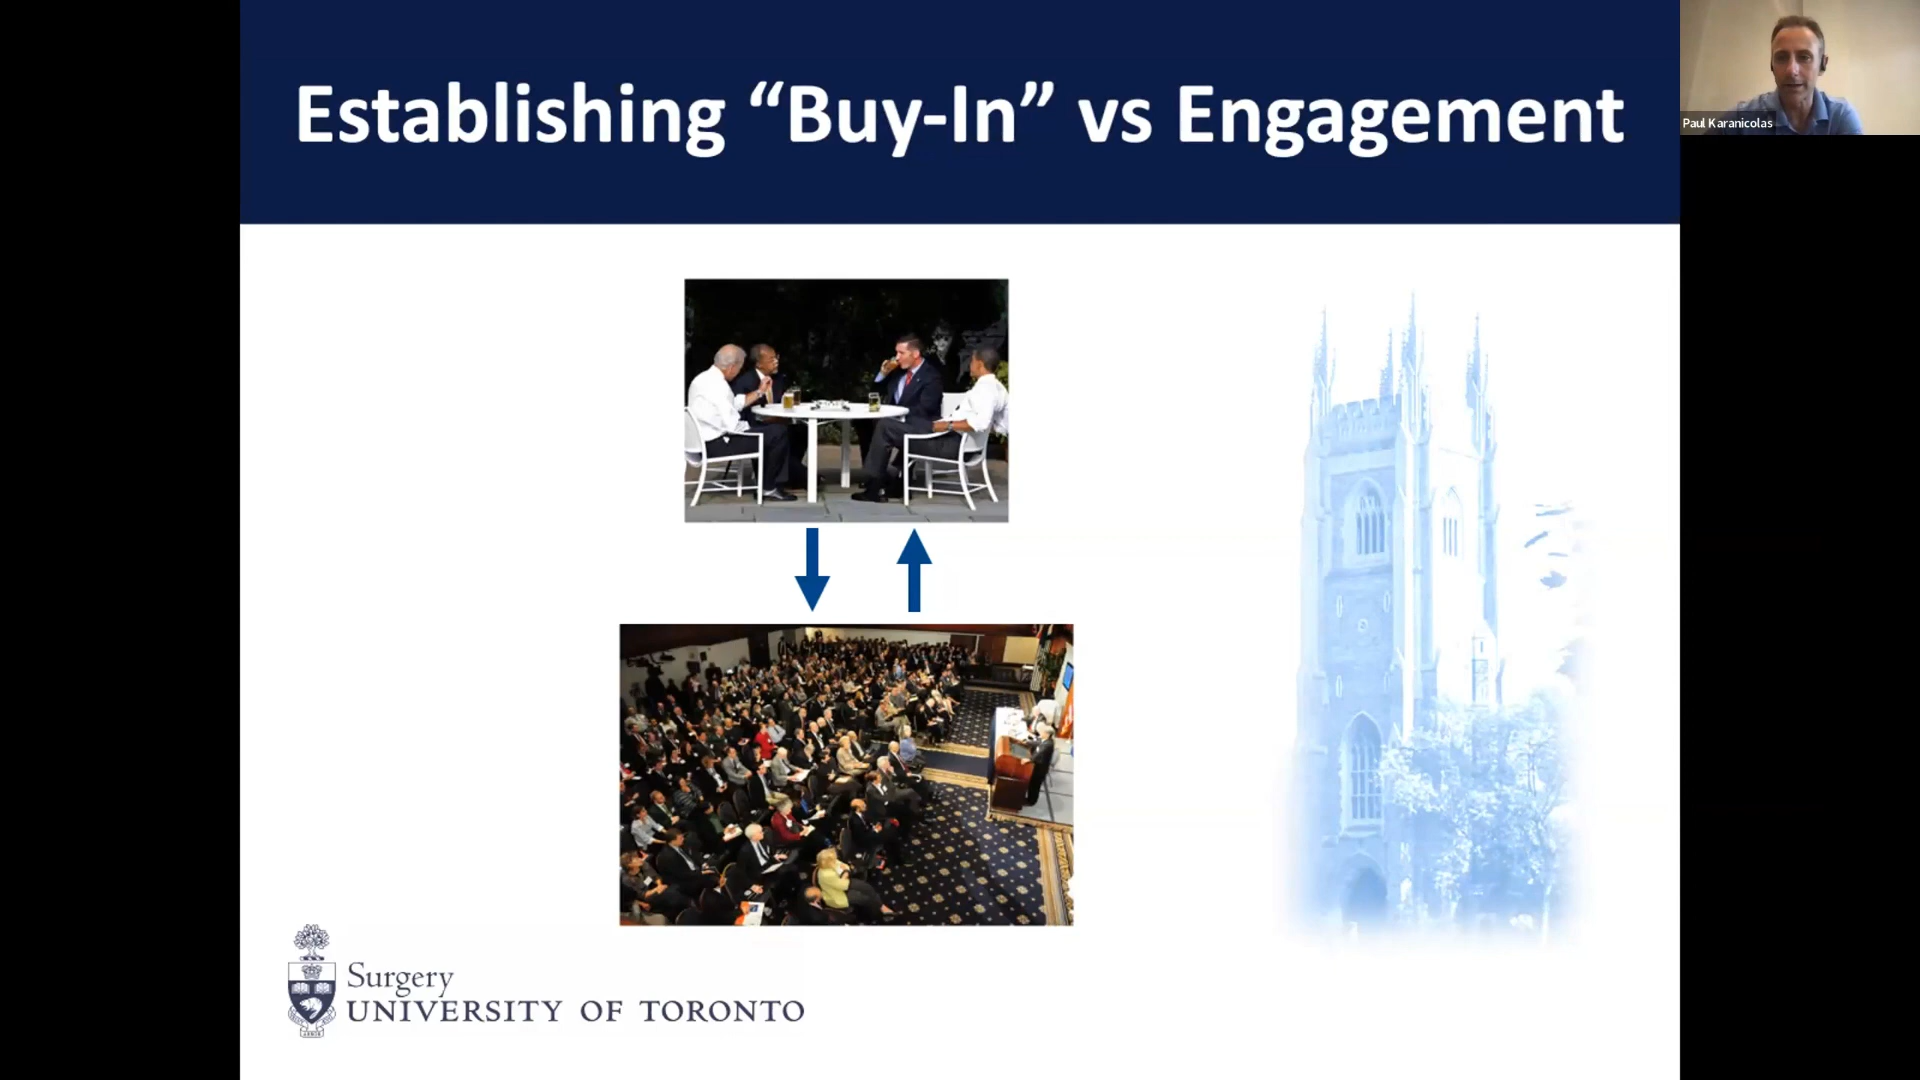 Establishing “Buy-In” vs Engagement
Paul Karanicolas
Surgery
UNIVERSITY OF TORONTO